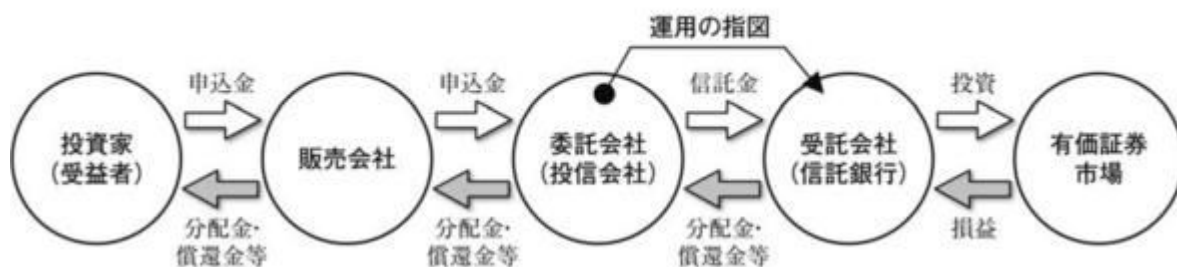 運用の指図
申込金
申込金
信託金
投資
投資家
(受益者)
販売会社
委託会社
(投信会社)
受託会社
(信託銀行)
有価証券
市場
分配金・
償還金等
分配金・
償還金等
分配金・
償還金等
損益